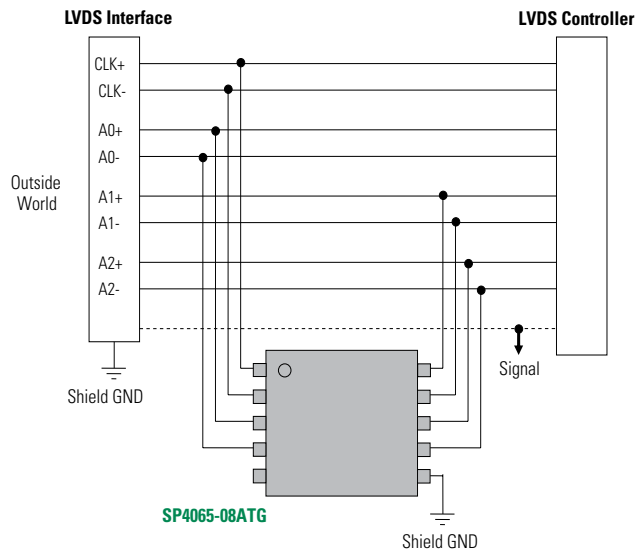 LVDS Interface
LVDS Controller
CLK+
CLK-
A0+
A0-
Outside
World
A1+
A1-
A2+
A2-
Signal
Shield GND
SP4065-08ATG
Shield GND